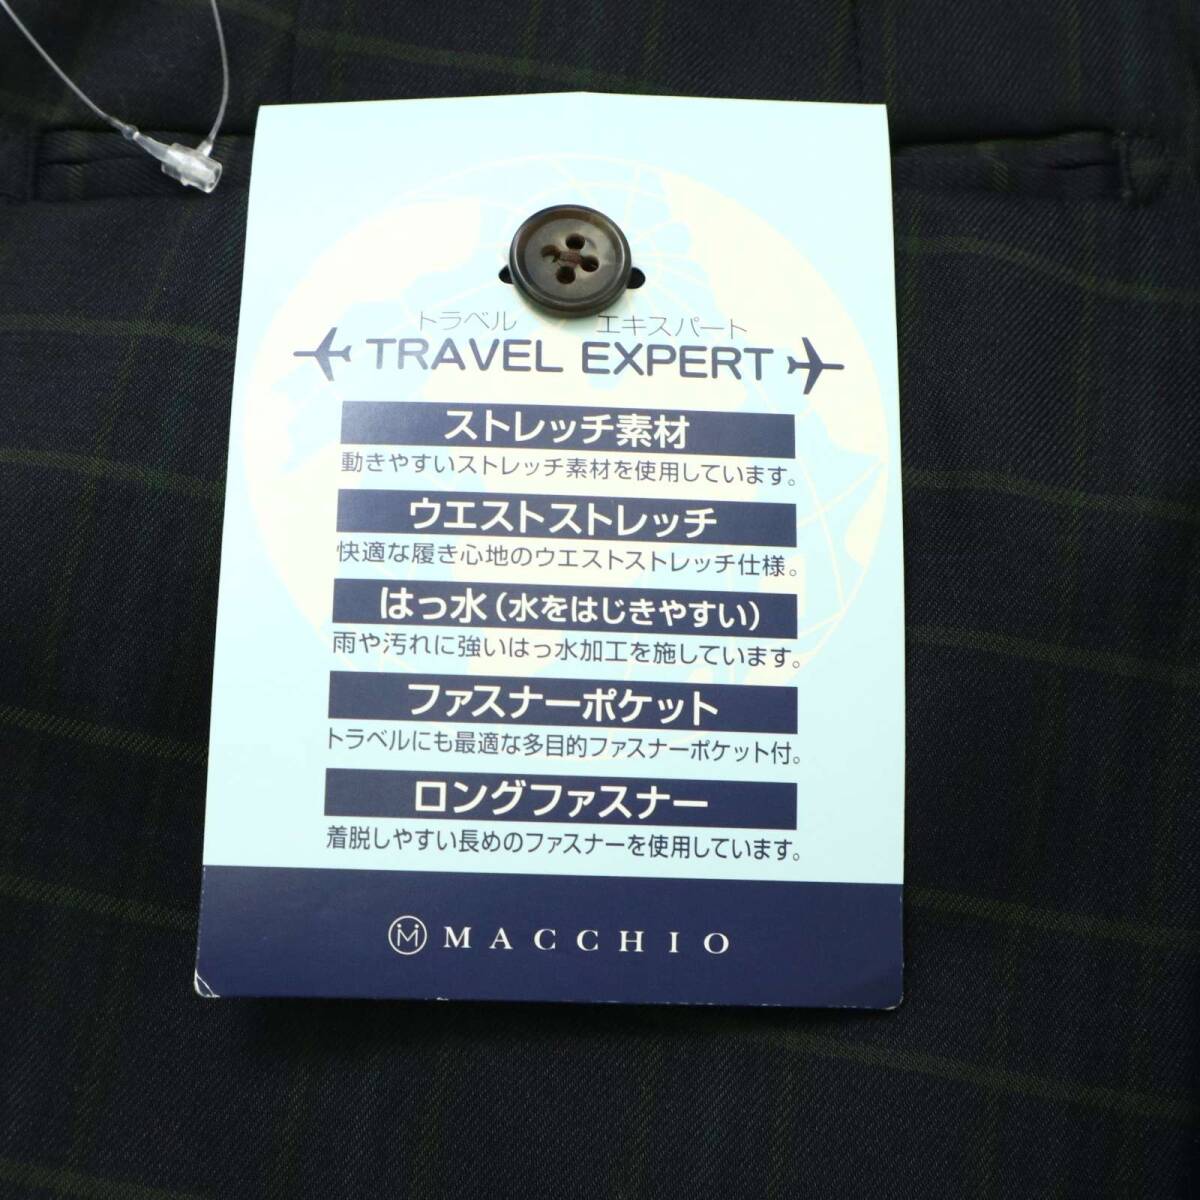 トラベル エキスパート
TRAVEL EXPERT
ストレッチ素材
動きやすいストレッチ素材を使用しています。
ウエストストレッチ
快適な履き心地のウエストストレッチ仕様。
はっ水(水をはじきやすい)
雨や汚れに強いはっ水加工を施しています。
ファスナーポケット
トラベルにも最適な多目的ファスナーポケット付。
ロングファスナー
着脱しやすい長めのファスナーを使用しています。
M MACCHIO